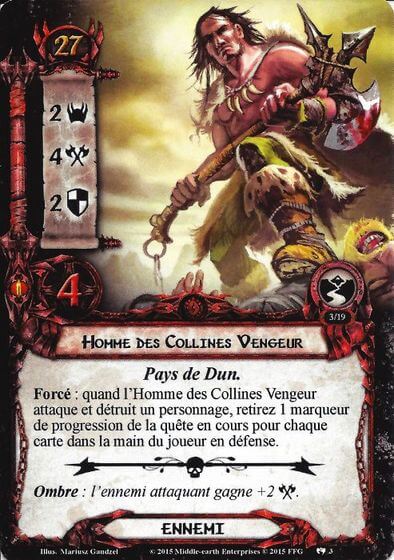 27
2
4
2
4
3/19
Homme des Collines Vengeur
Pays de Dun.
Forcé : quand l'Homme des Collines Vengeur
attaque et détruit un personnage, retirez 1 marqueur
de progression de la quête en cours pour chaque
carte dans la main du joueur en défense.
Ombre : l'ennemi attaquant gagne +2 .
ENNEMI
Illus. Mariusz Gandzel © 2015 Middle-earth Enterprises © 2015 FFG 3